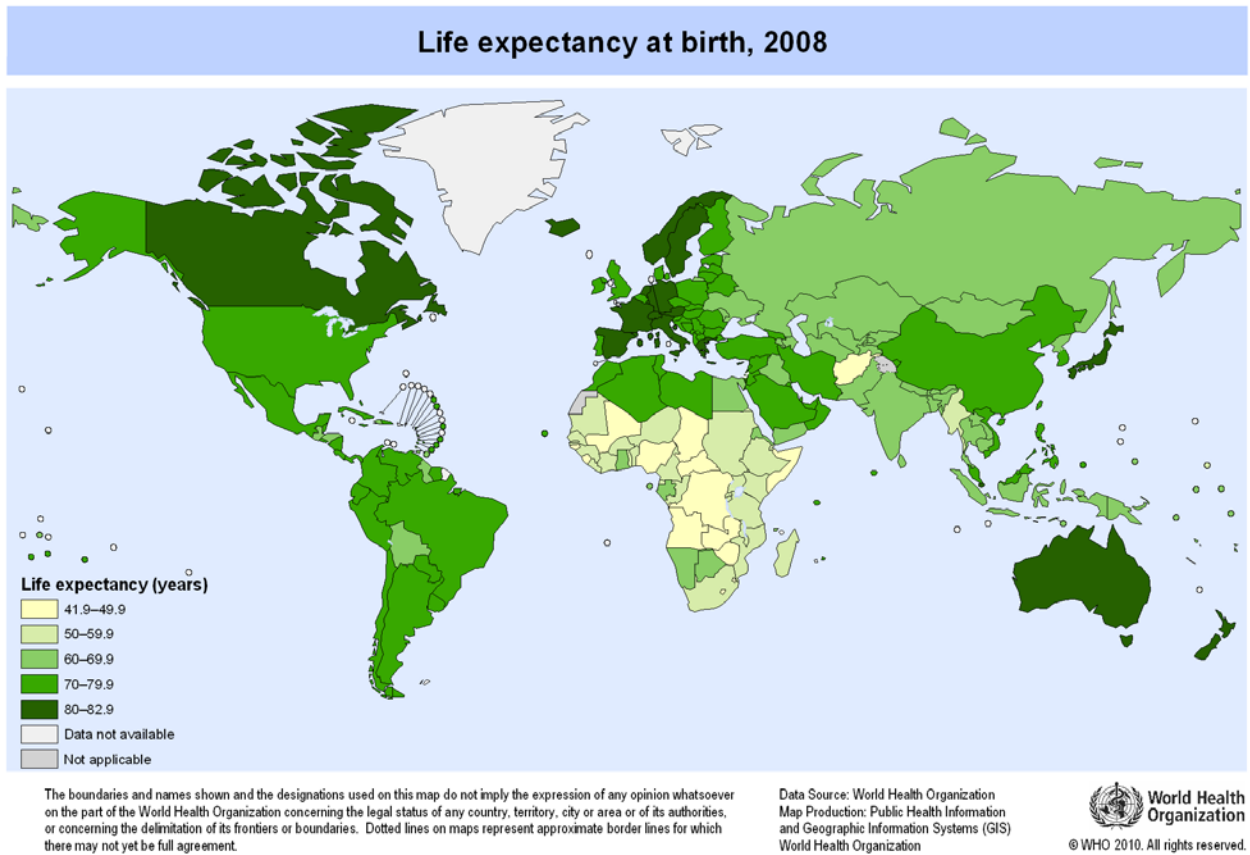 Life expectancy at birth, 2008
Life expectancy (years)
41.9–49.9
50–59.9
60–69.9
70–79.9
80–82.9
Data not available
Not applicable
The boundaries and names shown and the designations used on this map do not imply the expression of any opinion whatsoever
on the part of the World Health Organization concerning the legal status of any country, territory, city or area or of its authorities,
or concerning the delimitation of its frontiers or boundaries.  Dotted lines on maps represent approximate border lines for which
there may not yet be full agreement.
Data Source: World Health Organization
Map Production: Public Health Information
and Geographic Information Systems (GIS)
World Health Organization
World Health
Organization
© WHO 2010. All rights reserved.